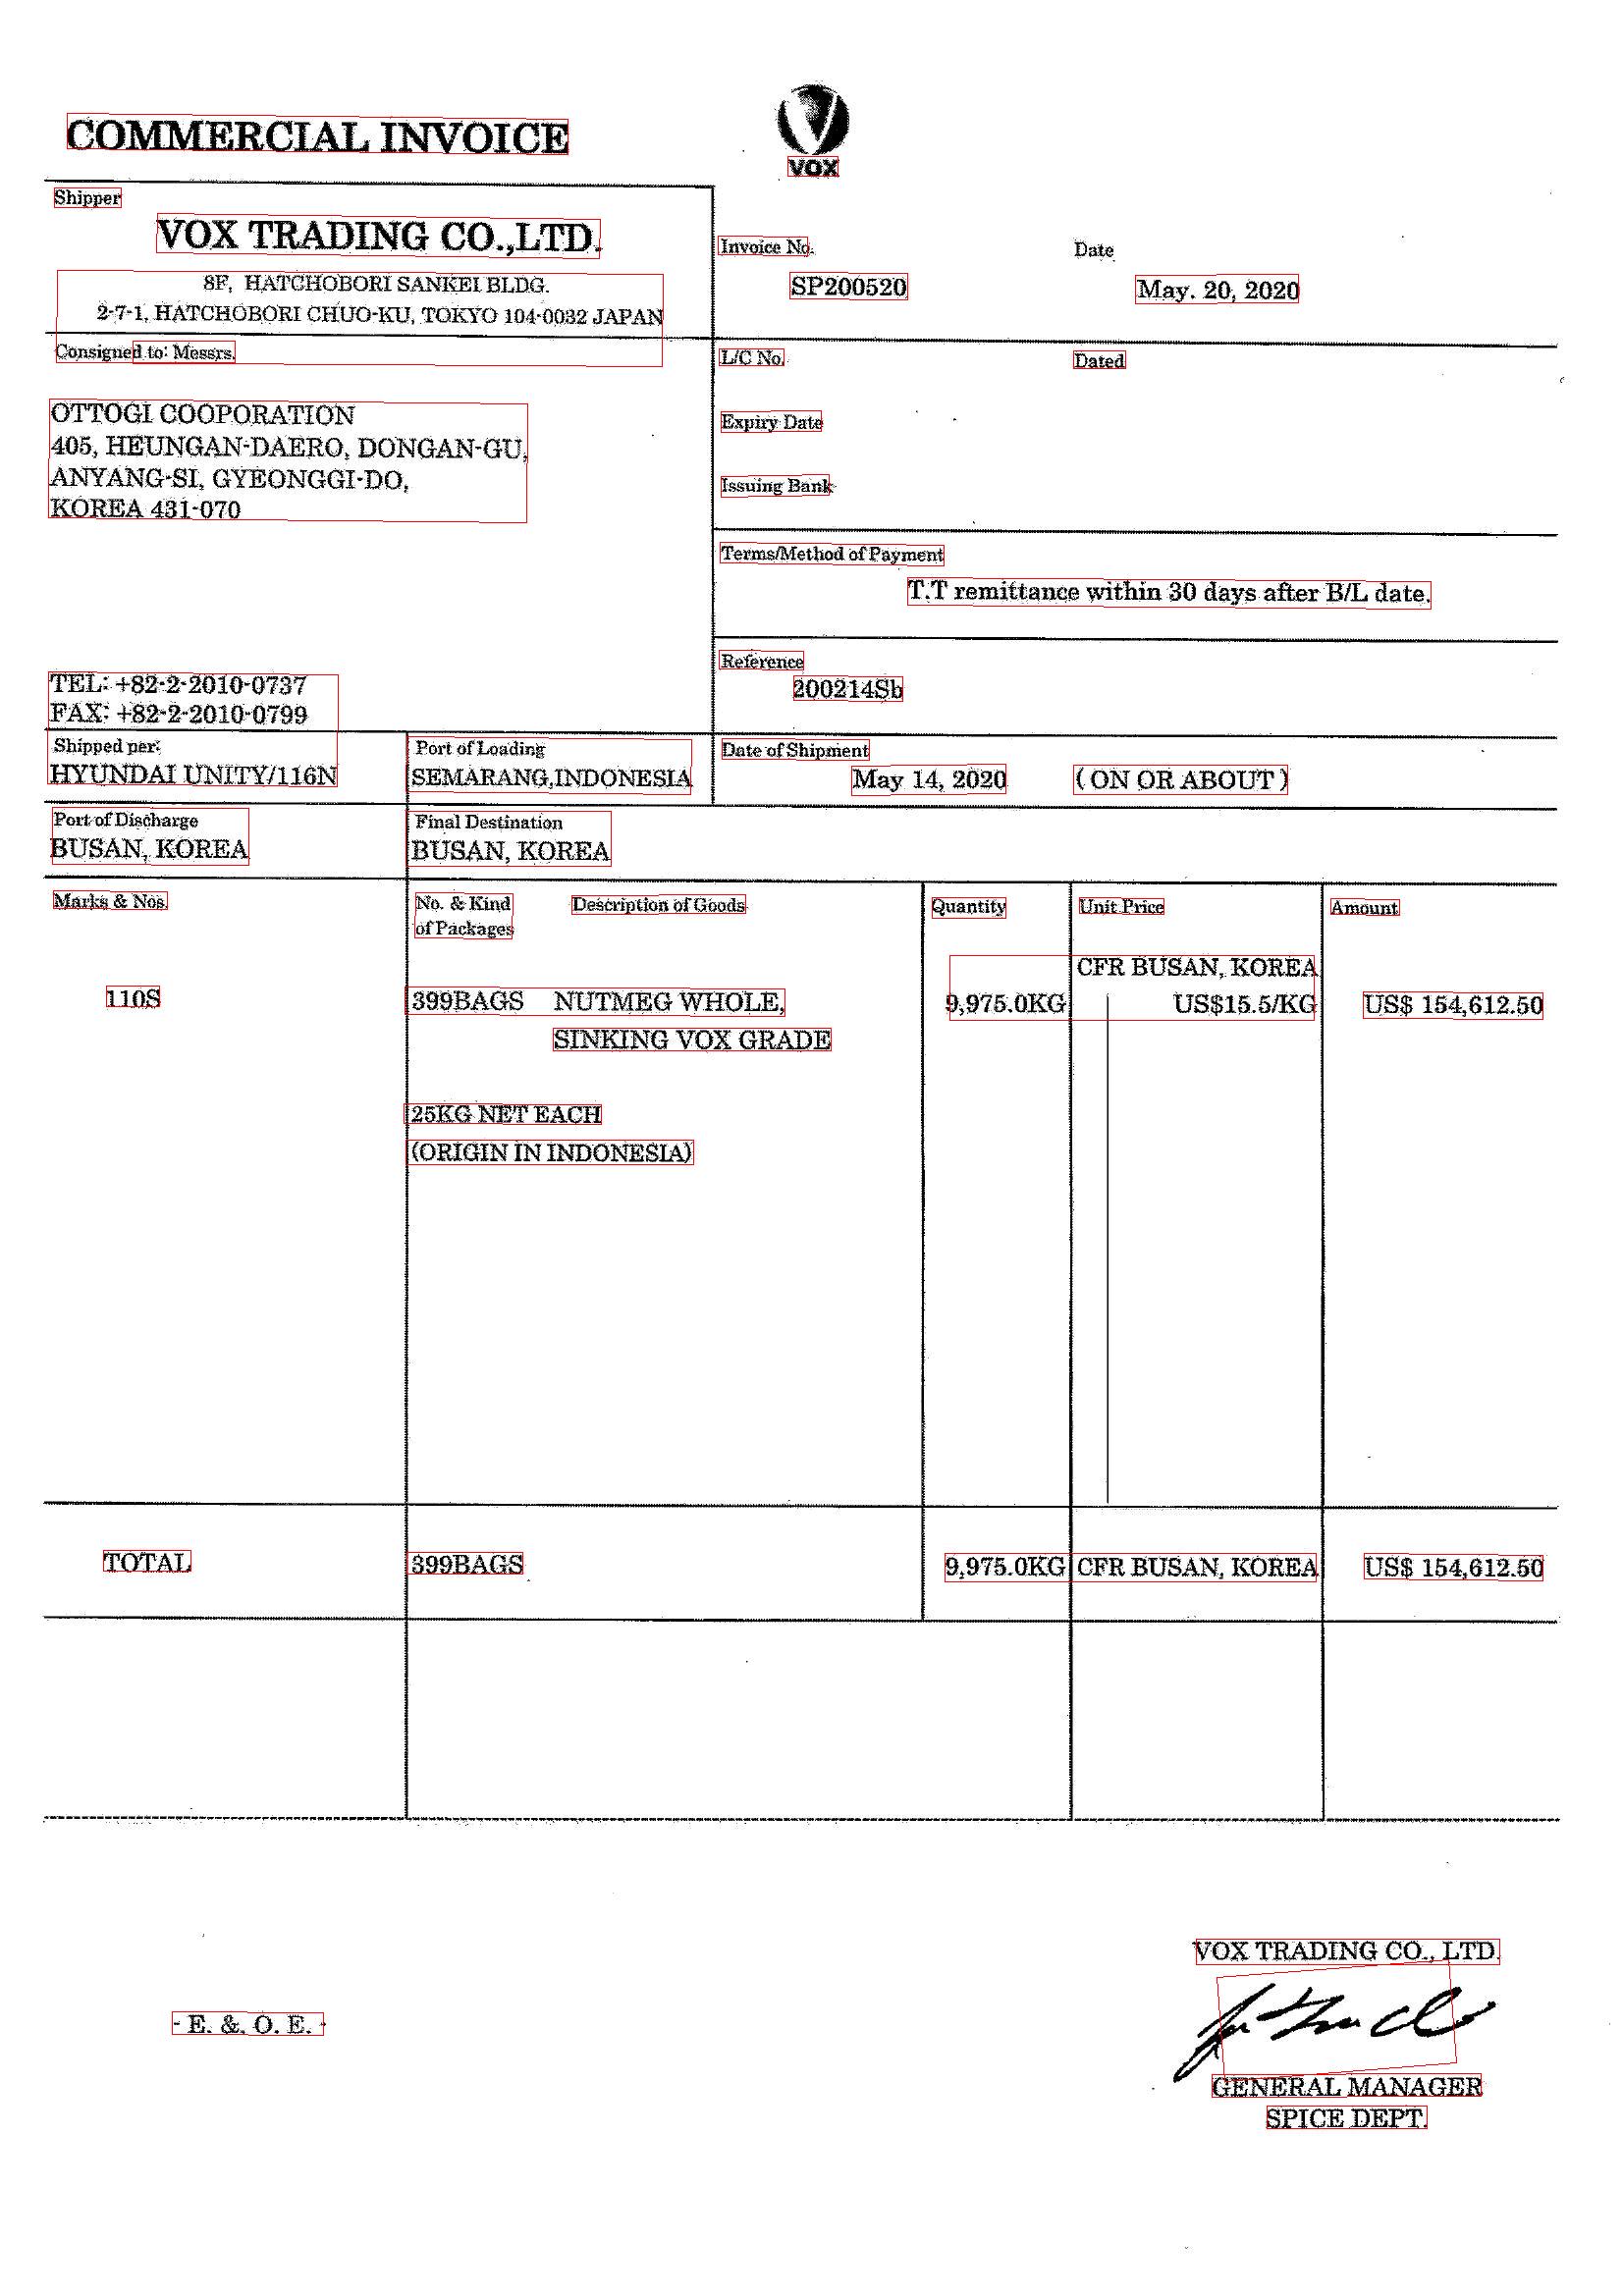 COMMERCIAL INVOICE
VOX
Shipper
VOX TRADING CO.,LTD.
8F, HATCHOBORI SANKEI BLDG.
2-7-1, HATCHOBORI CHUO-KU, TOKYO 104-0032 JAPAN
Invoice No.
Date
SP200520
May. 20, 2020
Consigned to: Messrs.
OTTOGI COOPORATION
405, HEUNGAN-DAERO, DONGAN-GU,
ANYANG-SI, GYEONGGI-DO,
KOREA 431-070
TEL: +82-2-2010-0737
FAX: +82-2-2010-0799
L/C No.
Dated
Expiry Date
Issuing Bank
Terms/Method of Payment
T.T remittance within 30 days after B/L date.
Reference
200214Sb
Shipped per:
HYUNDAI UNITY/116N
Port of Loading
SEMARANG,INDONESIA
Date of Shipment
May 14, 2020 ( ON OR ABOUT )
Port of Discharge
BUSAN, KOREA
Final Destination
BUSAN, KOREA
Marks & Nos.
No. & Kind
of Packages
Description of Goods
Quantity
Unit Price
Amount
CFR BUSAN, KOREA
110S 399BAGS NUTMEG WHOLE, 9,975.0KG US$15.5/KG US$ 154,612.50
SINKING VOX GRADE
25KG NET EACH
(ORIGIN IN INDONESIA)
TOTAL 399BAGS 9,975.0KG CFR BUSAN, KOREA US$ 154,612.50
VOX TRADING CO., LTD.
- E. &. O. E. -
GENERAL MANAGER
SPICE DEPT.